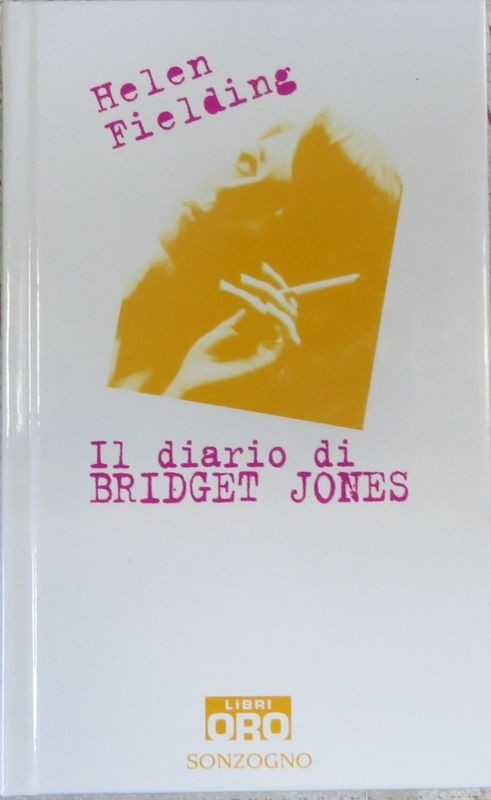 Helen
Fielding
Il diario di
BRIDGET JONES
LIBRI
ORO
SONZOGNO